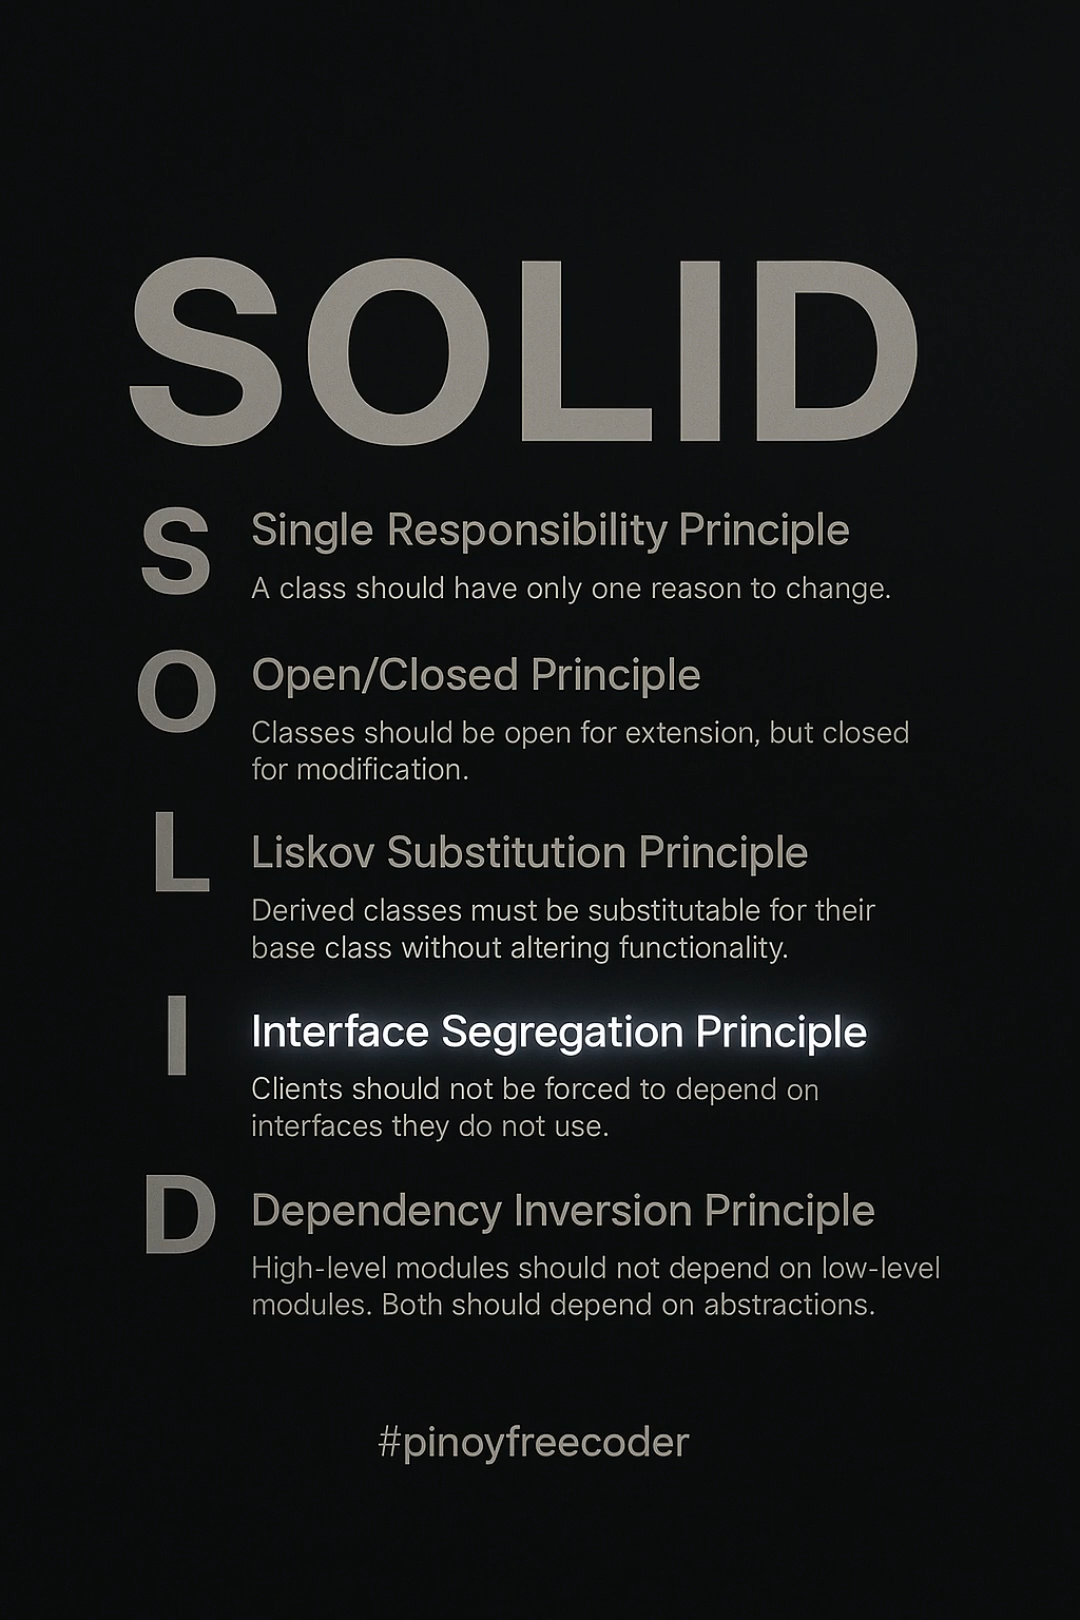 SOLID
S
Single Responsibility Principle
A class should have only one reason to change.
O
Open/Closed Principle
Classes should be open for extension, but closed
for modification.
L
Liskov Substitution Principle
Derived classes must be substitutable for their
base class without altering functionality.
I
Interface Segregation Principle
Clients should not be forced to depend on
interfaces they do not use.
D
Dependency Inversion Principle
High-level modules should not depend on low-level
modules. Both should depend on abstractions.
#pinoyfreecoder